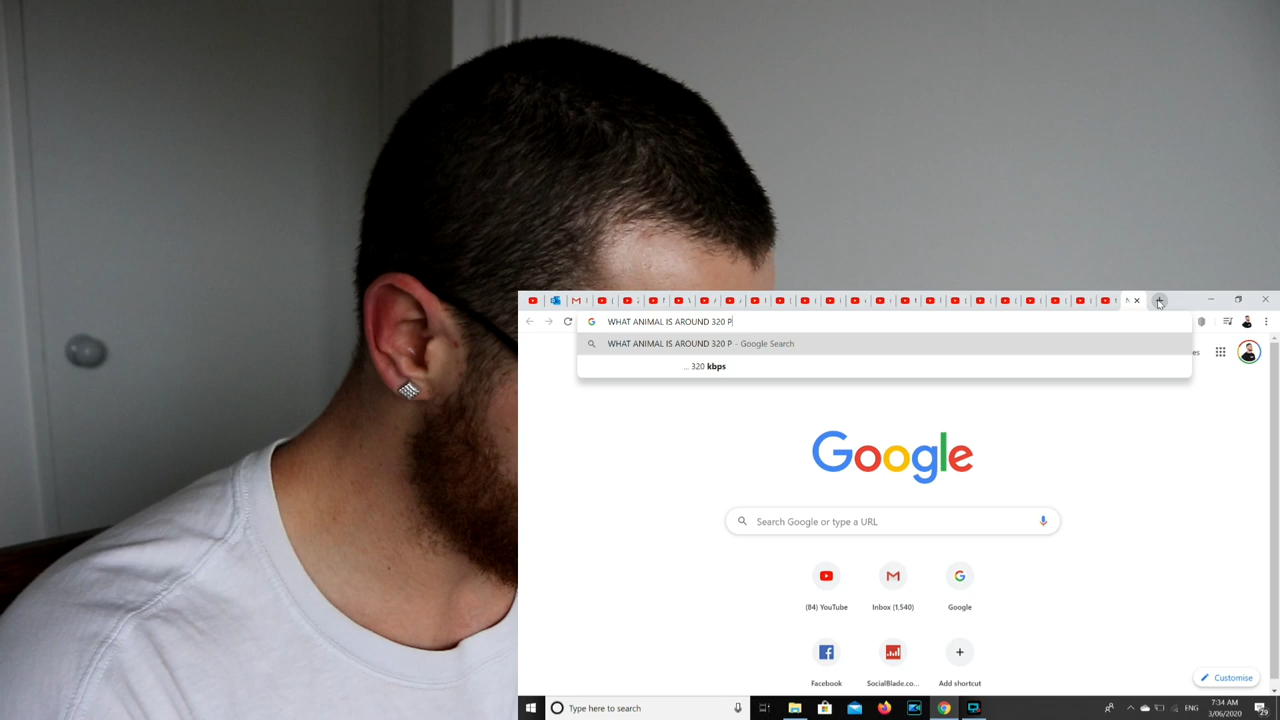 WHAT ANIMAL IS AROUND 320 P
WHAT ANIMAL IS AROUND 320 P - Google Search
... 320 kbps
es
Google
Search Google or type a URL
(84) YouTube
Inbox (1,540)
Google
Facebook
SocialBlade.co...
Add shortcut
Customise
Type here to search
ENG
7:34 AM
3/06/2020
29